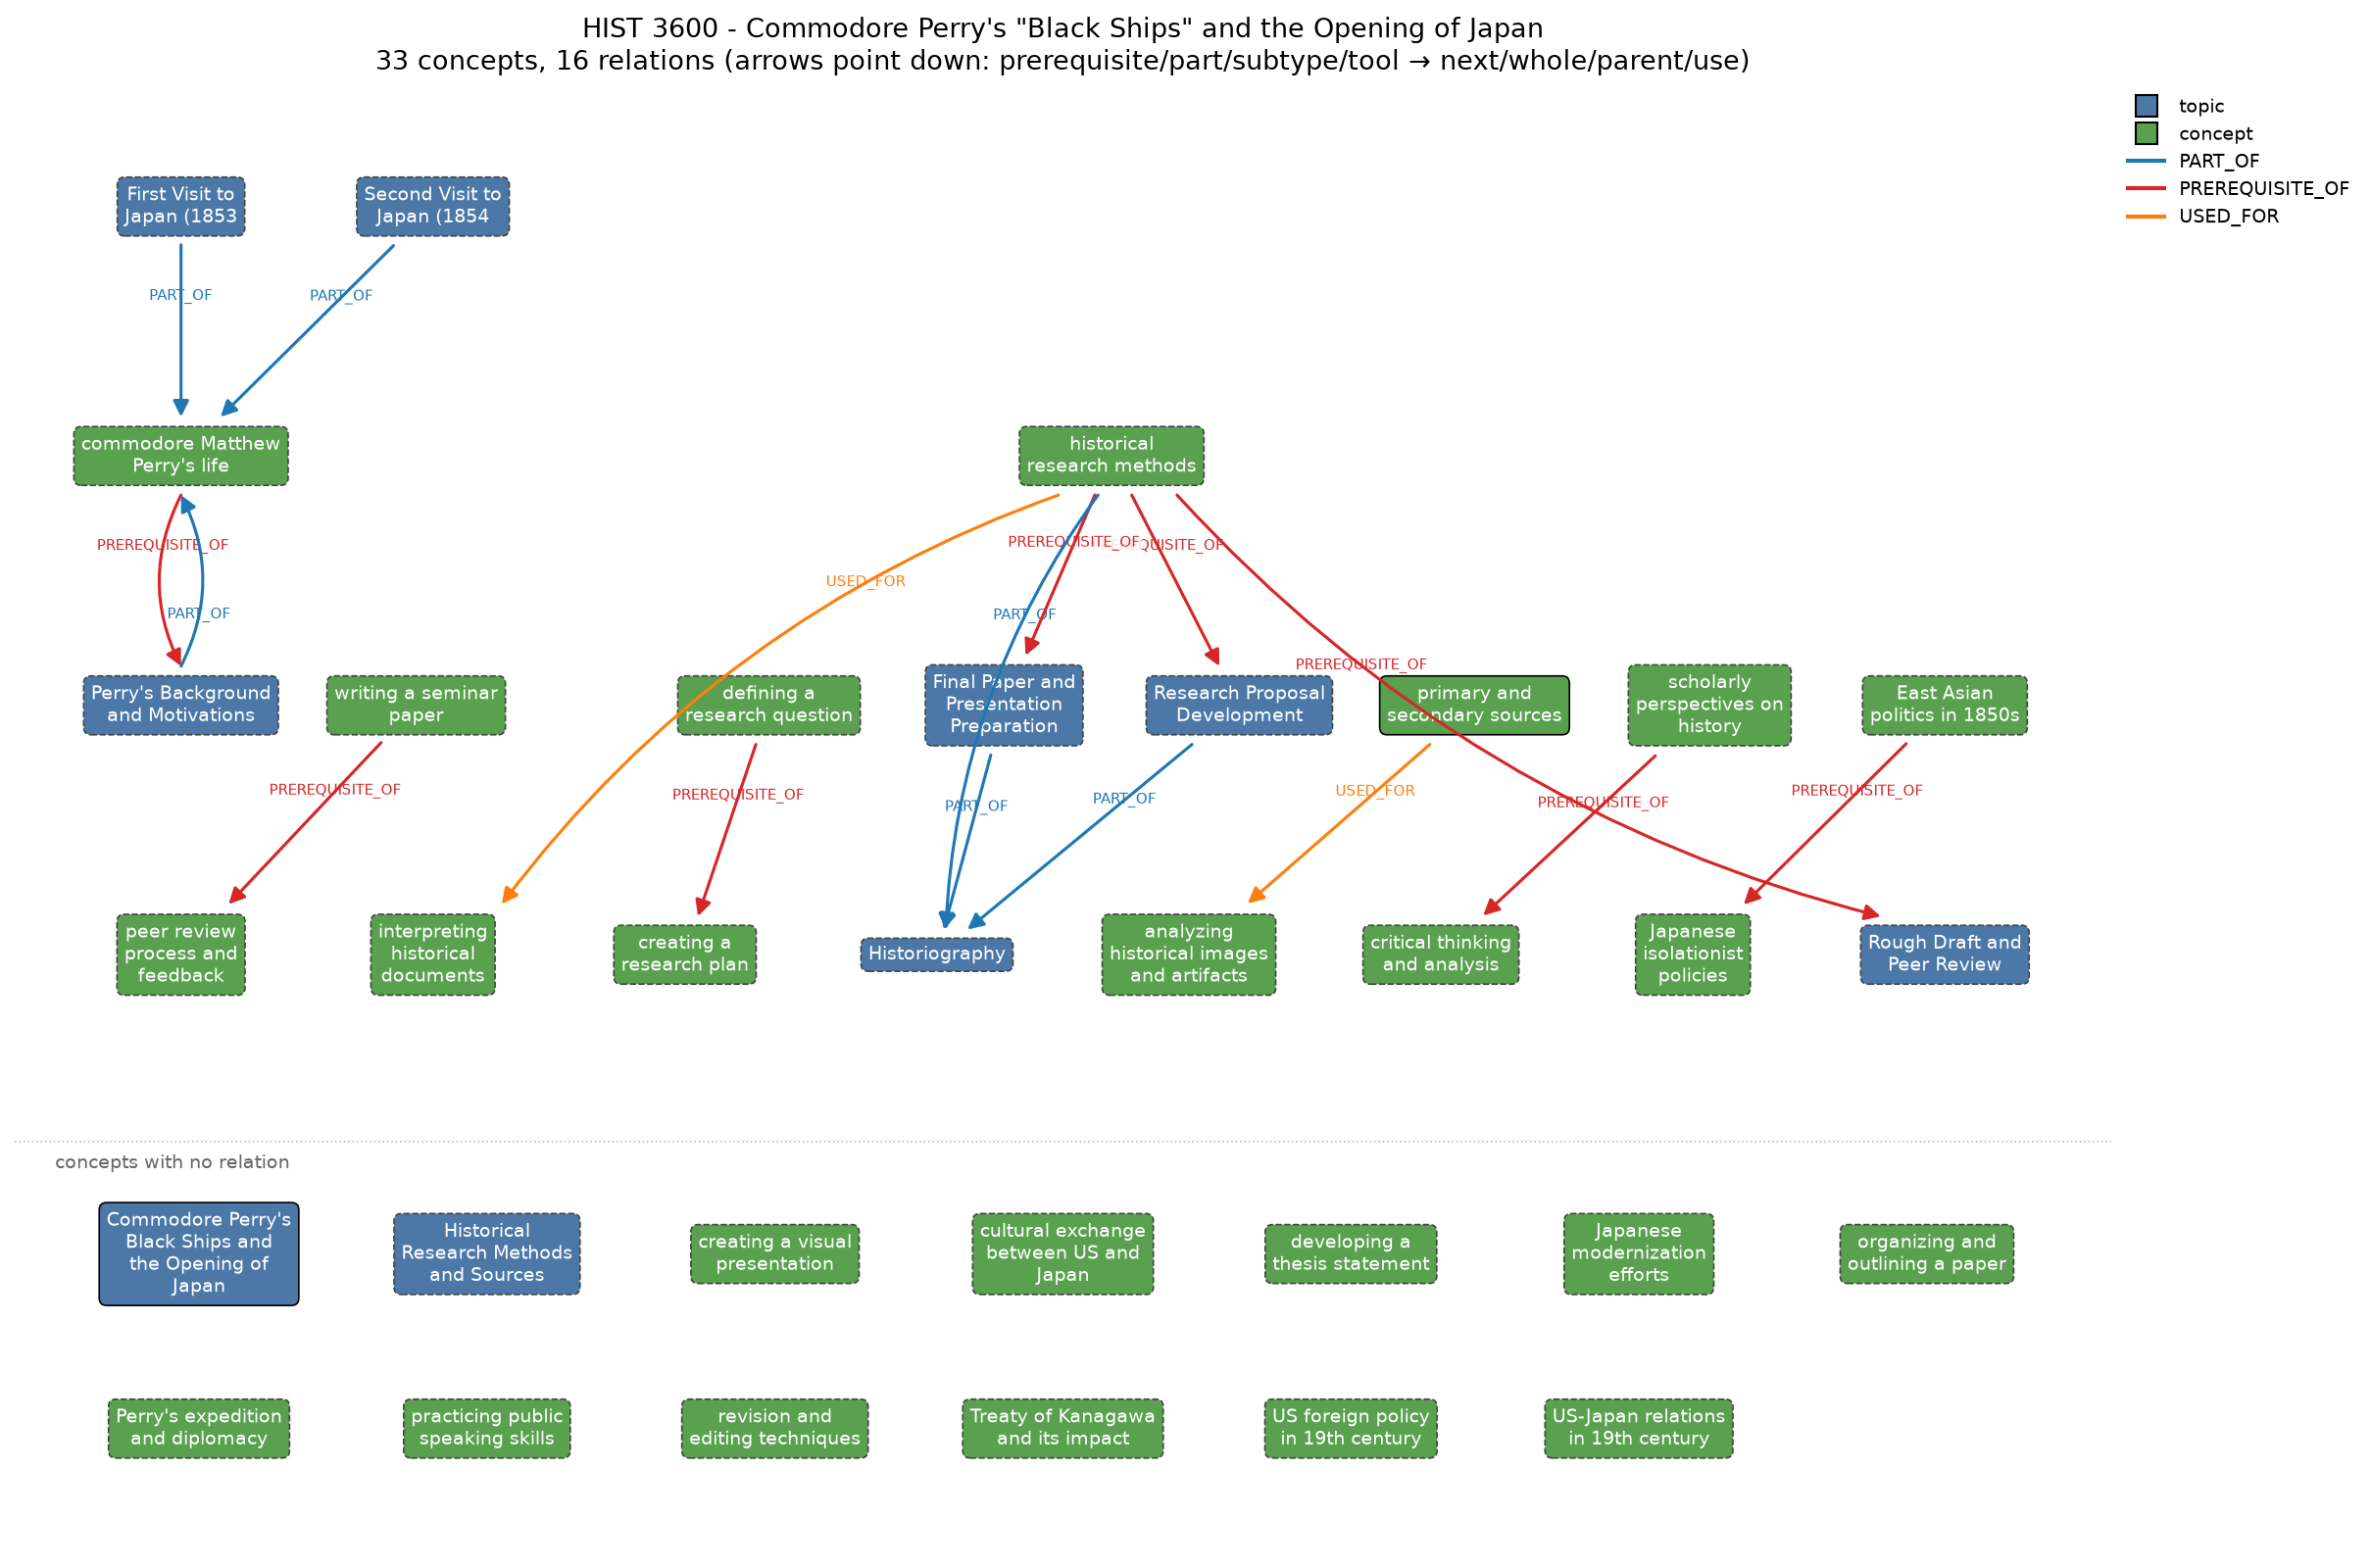 HIST 3600 - Commodore Perry's "Black Ships" and the Opening of Japan
33 concepts, 16 relations (arrows point down: prerequisite/part/subtype/tool → next/whole/parent/use)
topic
concept
PART_OF
PREREQUISITE_OF
USED_FOR
First Visit to
Japan (1853
Second Visit to
Japan (1854
PART_OF
PART_OF
commodore Matthew
Perry's life
historical
research methods
PREREQUISITE_OF
PREREQUISITE_OF
PREREQUISITE_OF
USED_FOR
PART_OF
PART_OF
PREREQUISITE_OF
Perry's Background
and Motivations
writing a seminar
paper
defining a
research question
Final Paper and
Presentation
Preparation
Research Proposal
Development
primary and
secondary sources
scholarly
perspectives on
history
East Asian
politics in 1850s
PREREQUISITE_OF
PREREQUISITE_OF
PART_OF
PART_OF
USED_FOR
PREREQUISITE_OF
PREREQUISITE_OF
peer review
process and
feedback
interpreting
historical
documents
creating a
research plan
Historiography
analyzing
historical images
and artifacts
critical thinking
and analysis
Japanese
isolationist
policies
Rough Draft and
Peer Review
concepts with no relation
Commodore Perry's
Black Ships and
the Opening of
Japan
Historical
Research Methods
and Sources
creating a visual
presentation
cultural exchange
between US and
Japan
developing a
thesis statement
Japanese
modernization
efforts
organizing and
outlining a paper
Perry's expedition
and diplomacy
practicing public
speaking skills
revision and
editing techniques
Treaty of Kanagawa
and its impact
US foreign policy
in 19th century
US-Japan relations
in 19th century